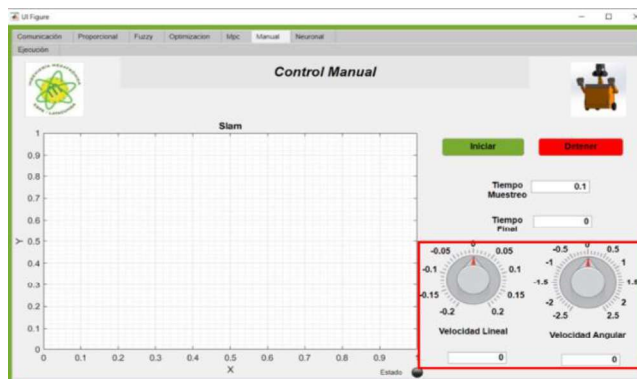 UI Figure
Comunicación Proporcional Fuzzy Optimizacion Mpc Manual Neuronal
Ejecución
Control Manual
Slam
1
0.9
0.8
0.7
0.6
0.5
0.4
0.3
0.2
0.1
0
Y
0 0.1 0.2 0.3 0.4 0.5 0.6 0.7 0.8 0.9 1
X
Estado
Iniciar Detener
Tiempo
Muestreo
0.1
Tiempo
Final
0
-0.05 0 0.05
-0.1 0.1
-0.15 0.15
-0.2 0.2
Velocidad Lineal
0
-0.5 0 0.5
-1 1
-1.5 1.5
-2 2
-2.5 2.5
Velocidad Angular
0